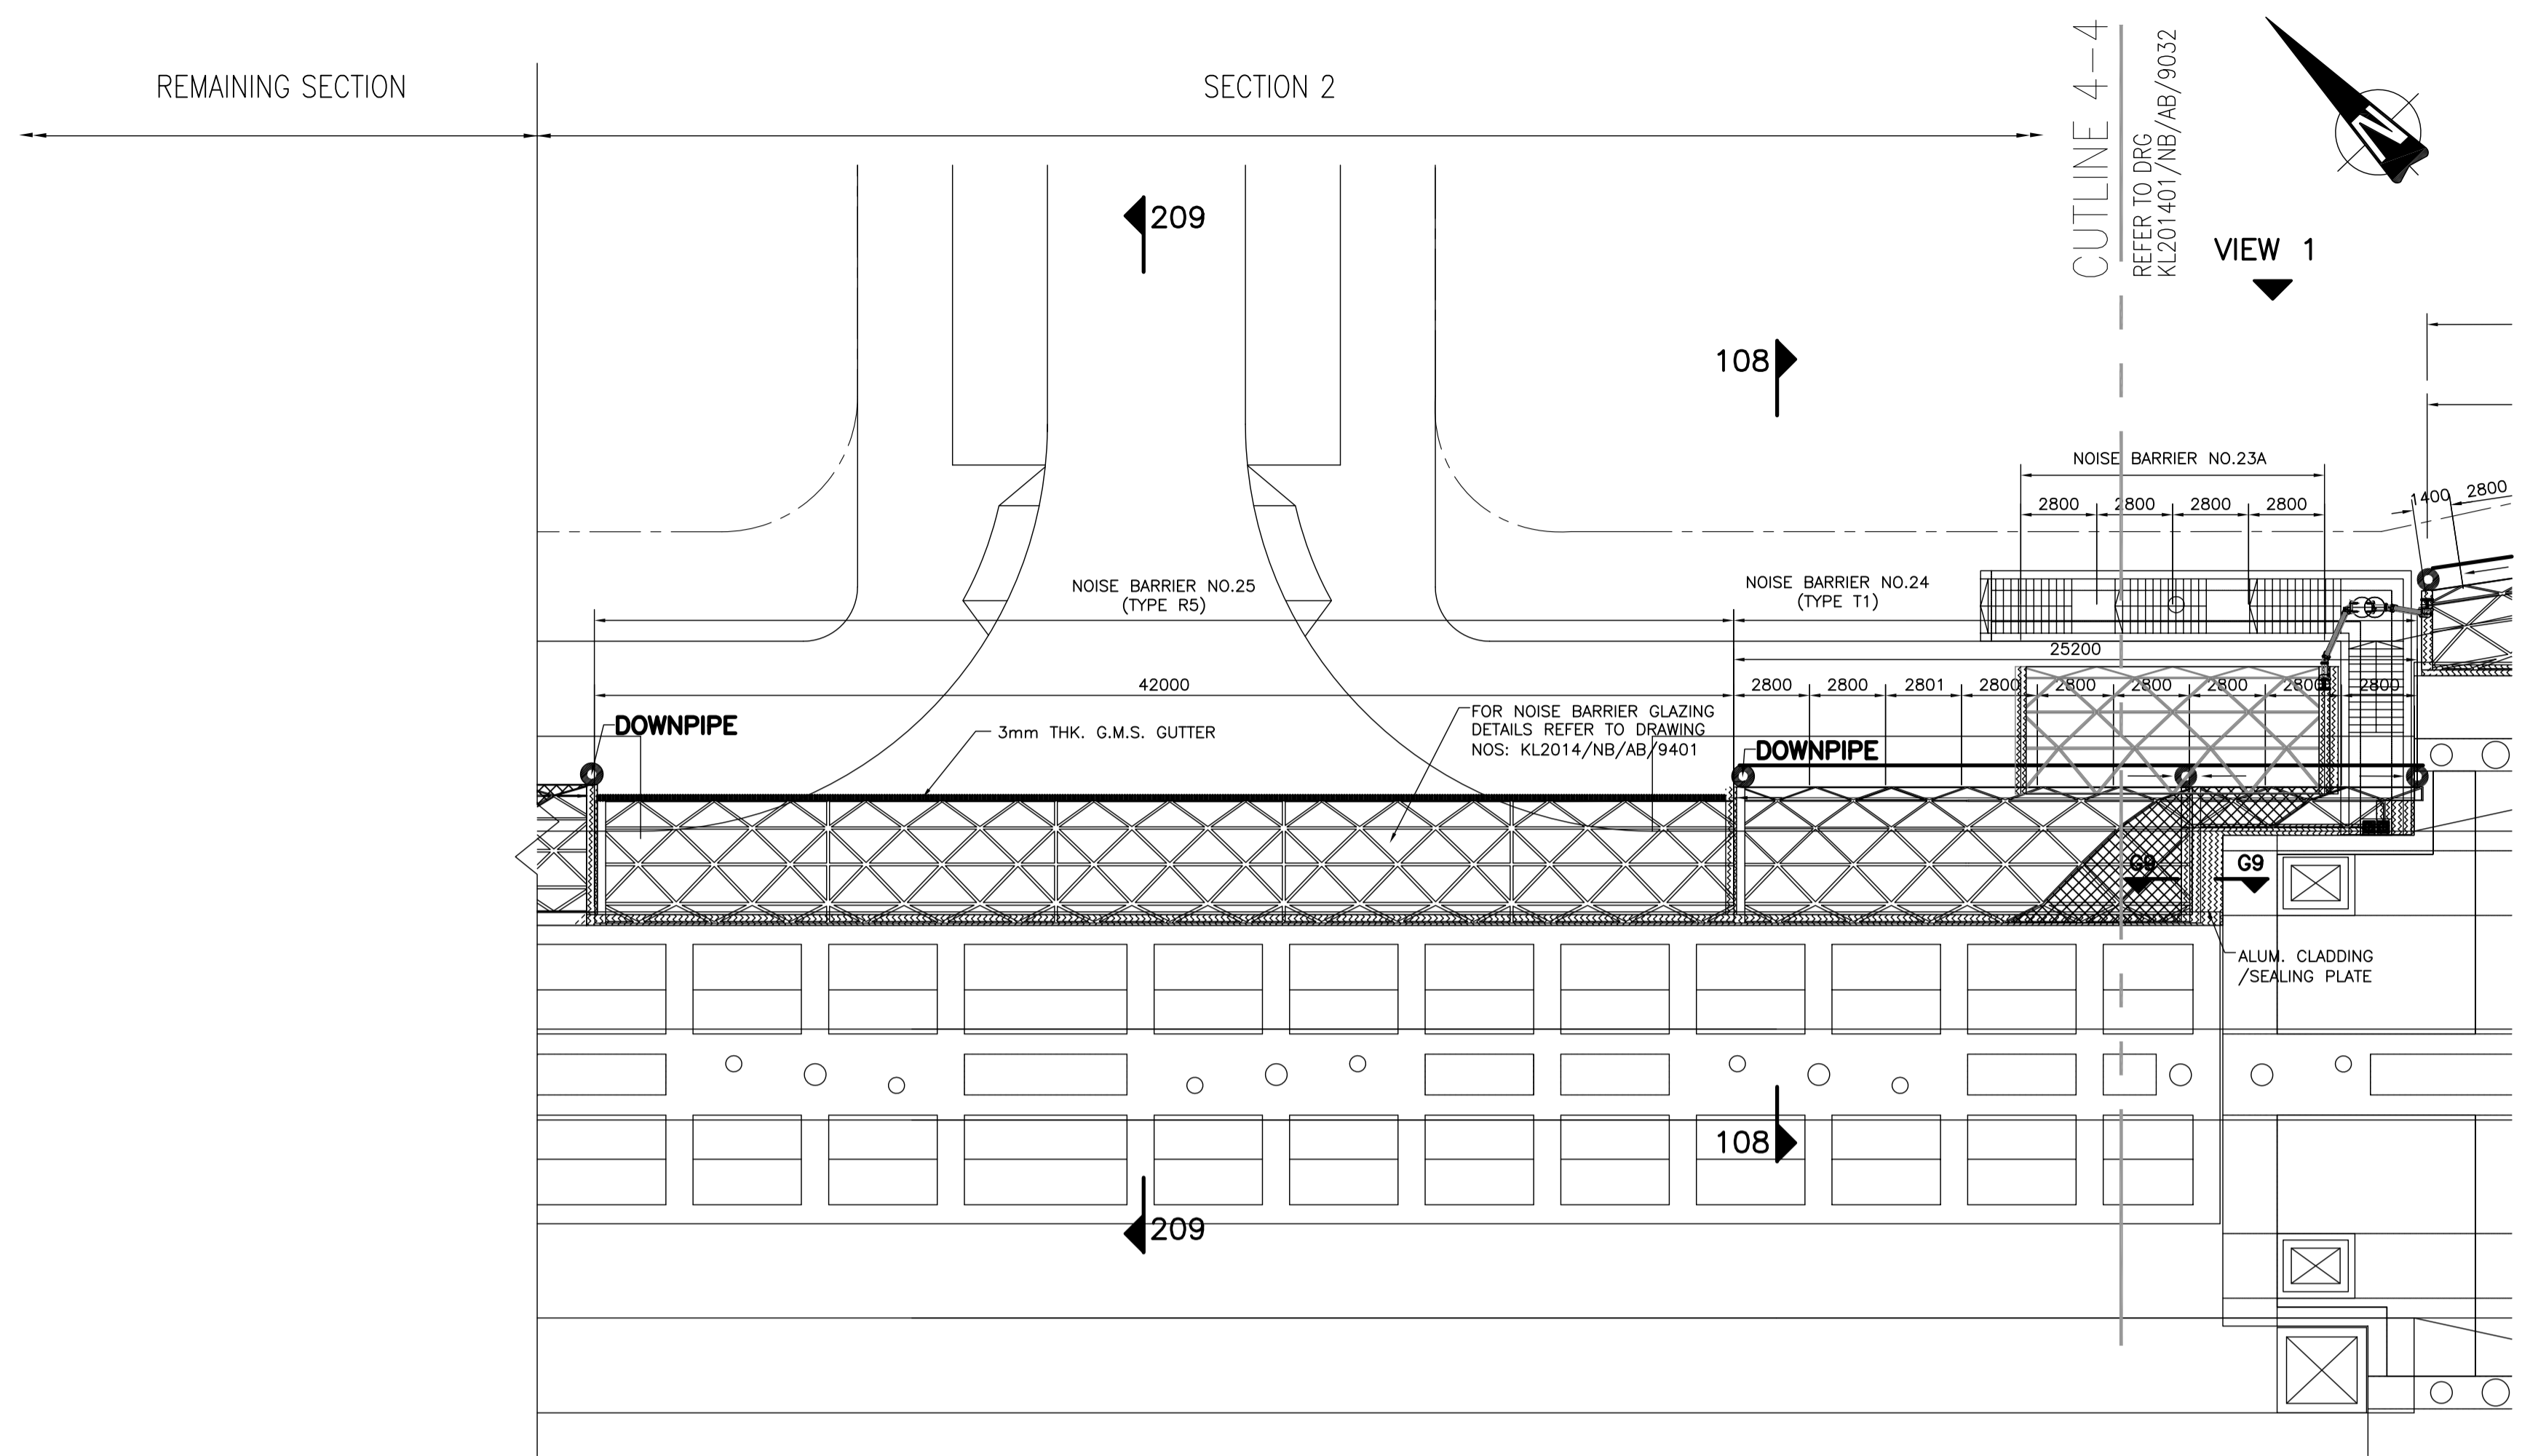 REMAINING SECTION
SECTION 2
CUTLINE 4-4
REFER TO DRG
KL201401/NB/AB/9032
N
VIEW 1
209
108
NOISE BARRIER NO.23A
2800 2800 2800 2800
1400 2800
NOISE BARRIER NO.25
(TYPE R5)
NOISE BARRIER NO.24
(TYPE T1)
25200
42000
2800 2800 2801 2800 2800 2800 2800 2800 2800
DOWNPIPE
3mm THK. G.M.S. GUTTER
FOR NOISE BARRIER GLAZING
DETAILS REFER TO DRAWING
NOS: KL2014/NB/AB/9401
DOWNPIPE
G9 G9
ALUM. CLADDING
/SEALING PLATE
108
209